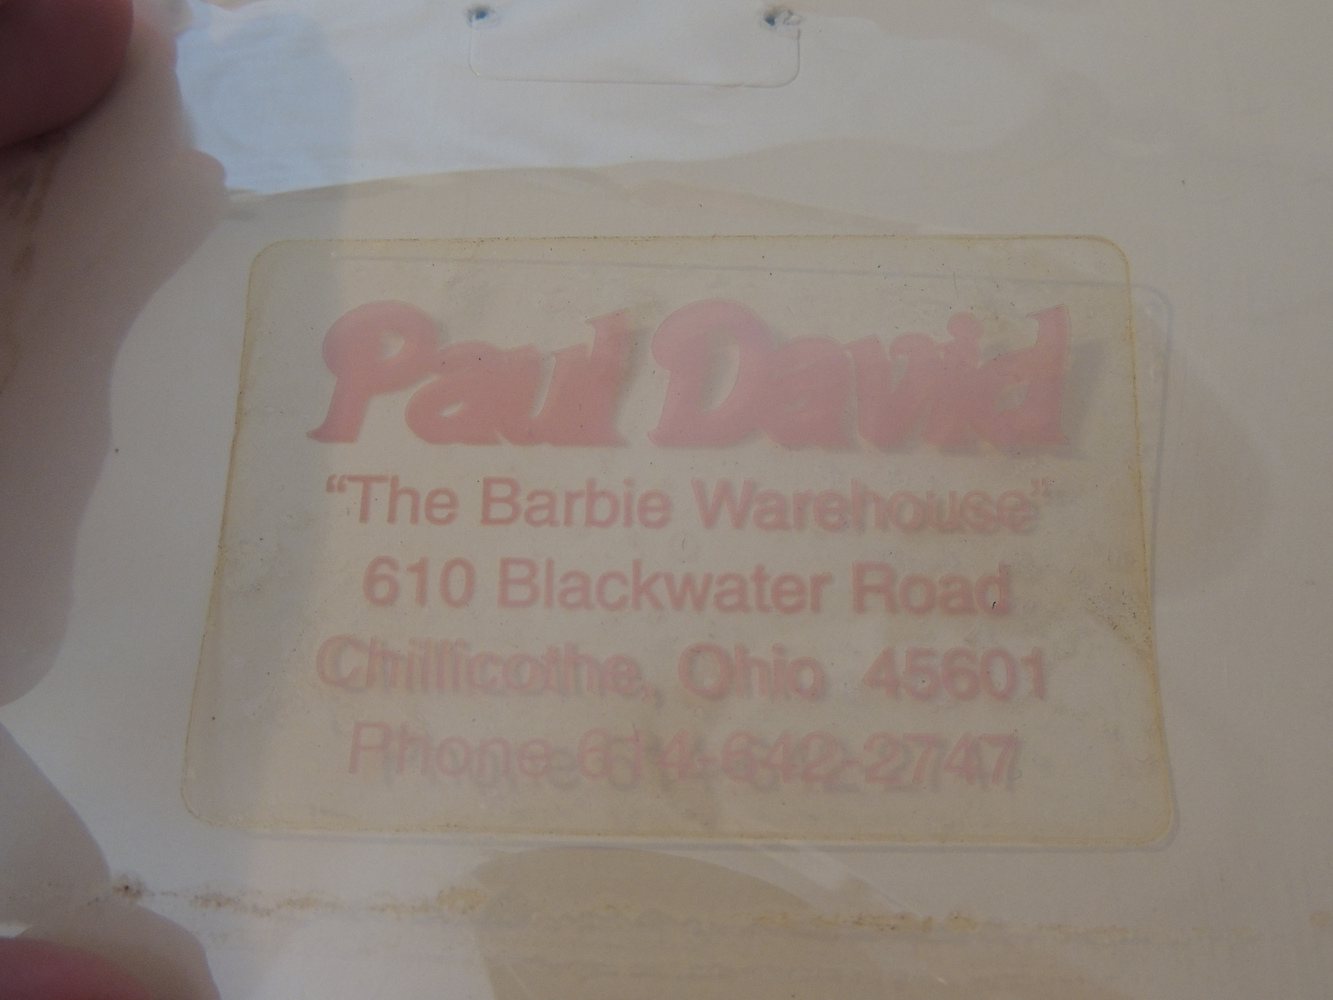 Paul David
“The Barbie Warehouse”
610 Blackwater Road
Chillicothe, Ohio 45601
Phone 614-642-2747